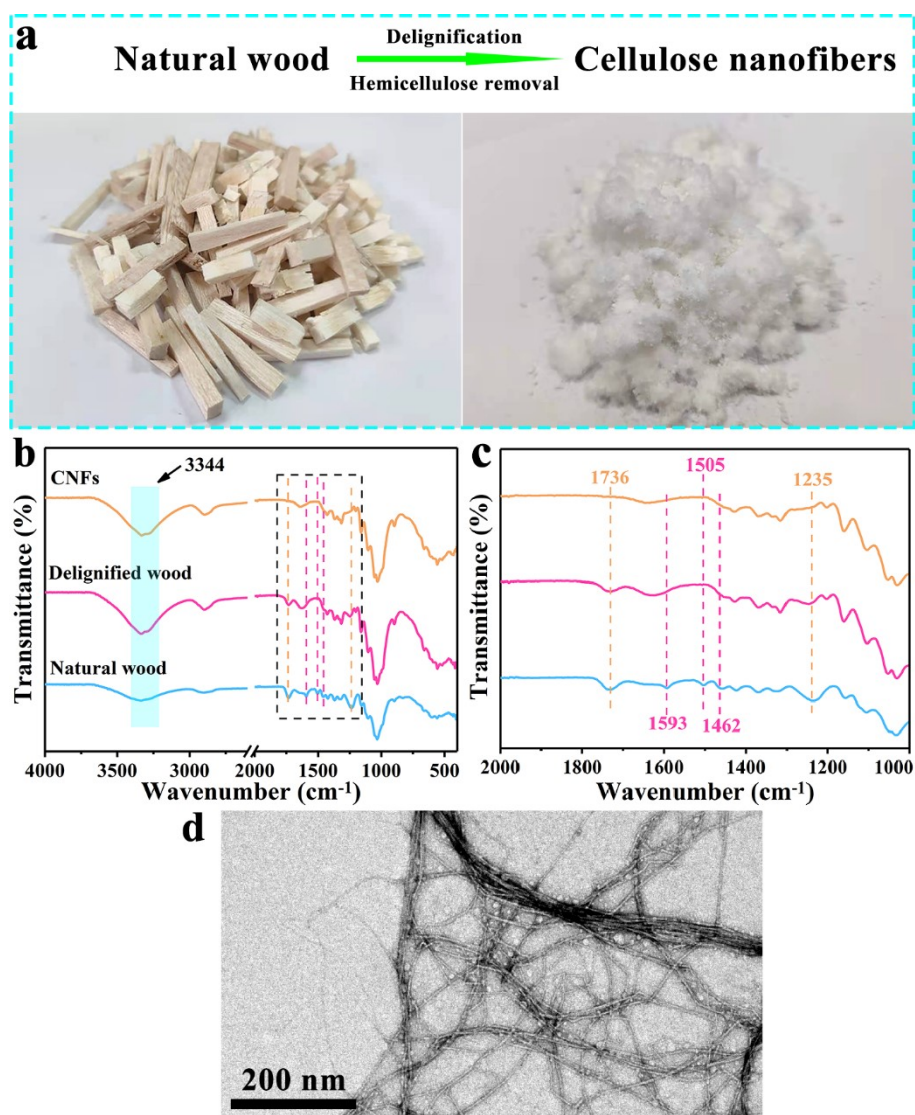 a
Natural wood
Delignification
Hemicellulose removal
Cellulose nanofibers
b
3344
CNFs
Delignified wood
Natural wood
Transmittance (%)
4000 3000 2000 1500 1000 500
Wavenumber (cm⁻¹)
c
1736
1505
1235
1593
1462
Transmittance (%)
2000 1800 1600 1400 1200 1000
Wavenumber (cm⁻¹)
d
200 nm